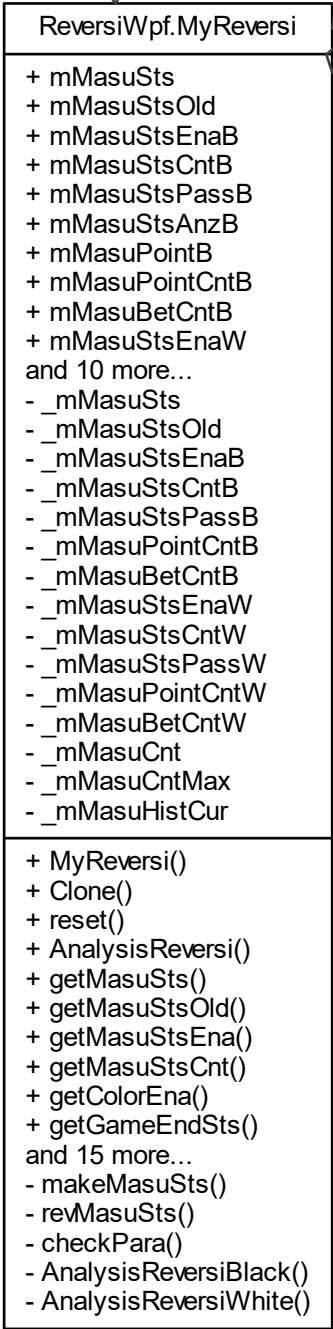 ReversiWpf.MyReversi
+ mMasuSts
+ mMasuStsOld
+ mMasuStsEnaB
+ mMasuStsCntB
+ mMasuStsPassB
+ mMasuStsAnzB
+ mMasuPointB
+ mMasuPointCntB
+ mMasuBetCntB
+ mMasuStsEnaW
and 10 more...
- _mMasuSts
- _mMasuStsOld
- _mMasuStsEnaB
- _mMasuStsCntB
- _mMasuStsPassB
- _mMasuPointCntB
- _mMasuBetCntB
- _mMasuStsEnaW
- _mMasuStsCntW
- _mMasuStsPassW
- _mMasuPointCntW
- _mMasuBetCntW
- _mMasuCnt
- _mMasuCntMax
- _mMasuHistCur
+ MyReversi()
+ Clone()
+ reset()
+ AnalysisReversi()
+ getMasuSts()
+ getMasuStsOld()
+ getMasuStsEna()
+ getMasuStsCnt()
+ getColorEna()
+ getGameEndSts()
and 15 more...
- makeMasuSts()
- revMasuSts()
- checkPara()
- AnalysisReversiBlack()
- AnalysisReversiWhite()